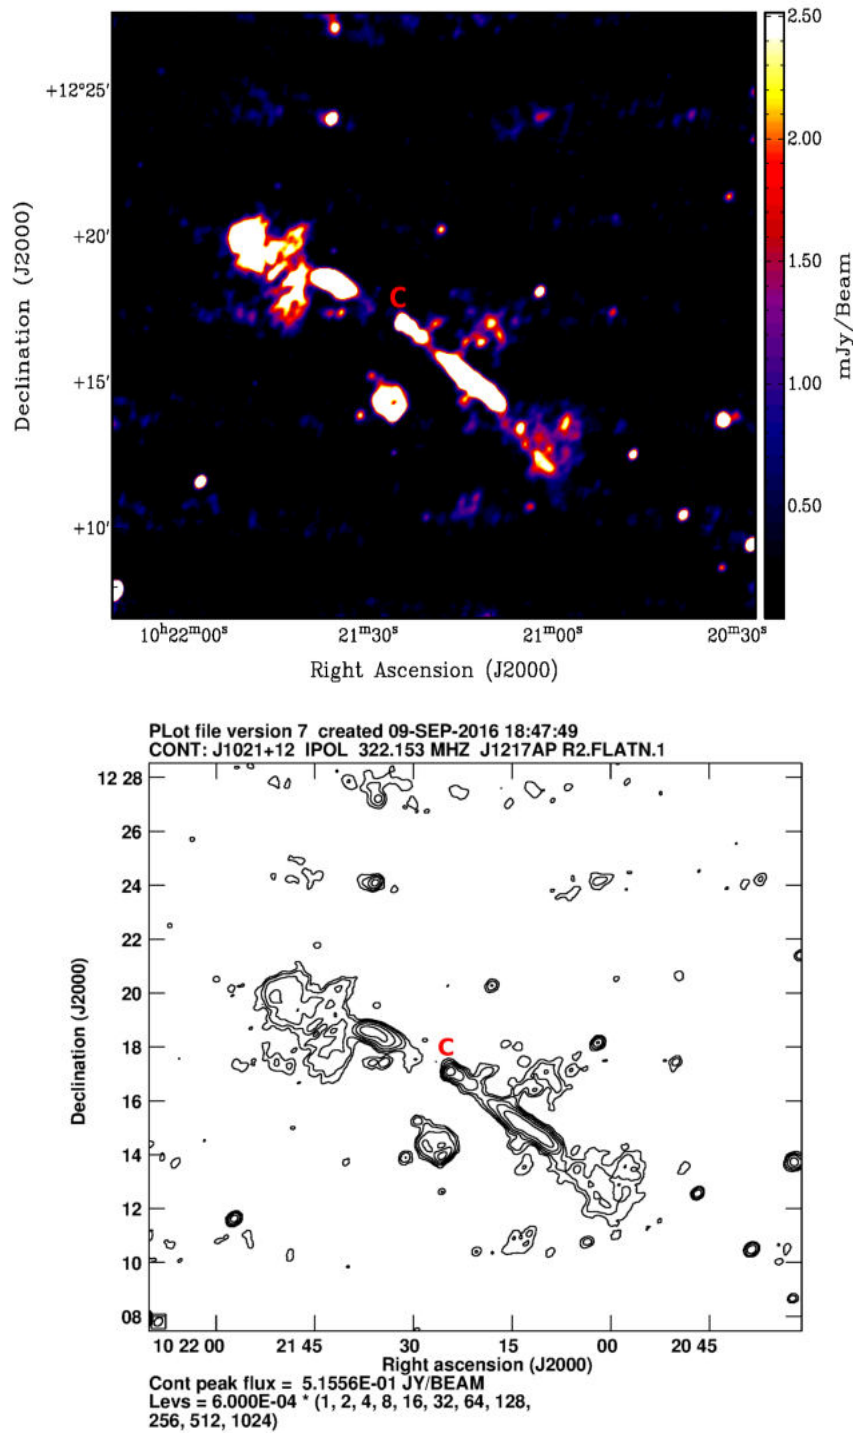 2.50
+12°25′
2.00
+20′
C
1.50
Declination (J2000)
mJy/Beam
+15′
1.00
+10′
0.50
10ʰ22ᵐ00ˢ 21ᵐ30ˢ 21ᵐ00ˢ 20ᵐ30ˢ
Right Ascension (J2000)
PLot file version 7 created 09-SEP-2016 18:47:49
CONT: J1021+12 IPOL 322.153 MHZ J1217AP R2.FLATN.1
12 28
26
24
22
20
18
C
Declination (J2000)
16
14
12
10
08
10 22 00 21 45 30 15 00 20 45
Right ascension (J2000)
Cont peak flux = 5.1556E-01 JY/BEAM
Levs = 6.000E-04 * (1, 2, 4, 8, 16, 32, 64, 128,
256, 512, 1024)